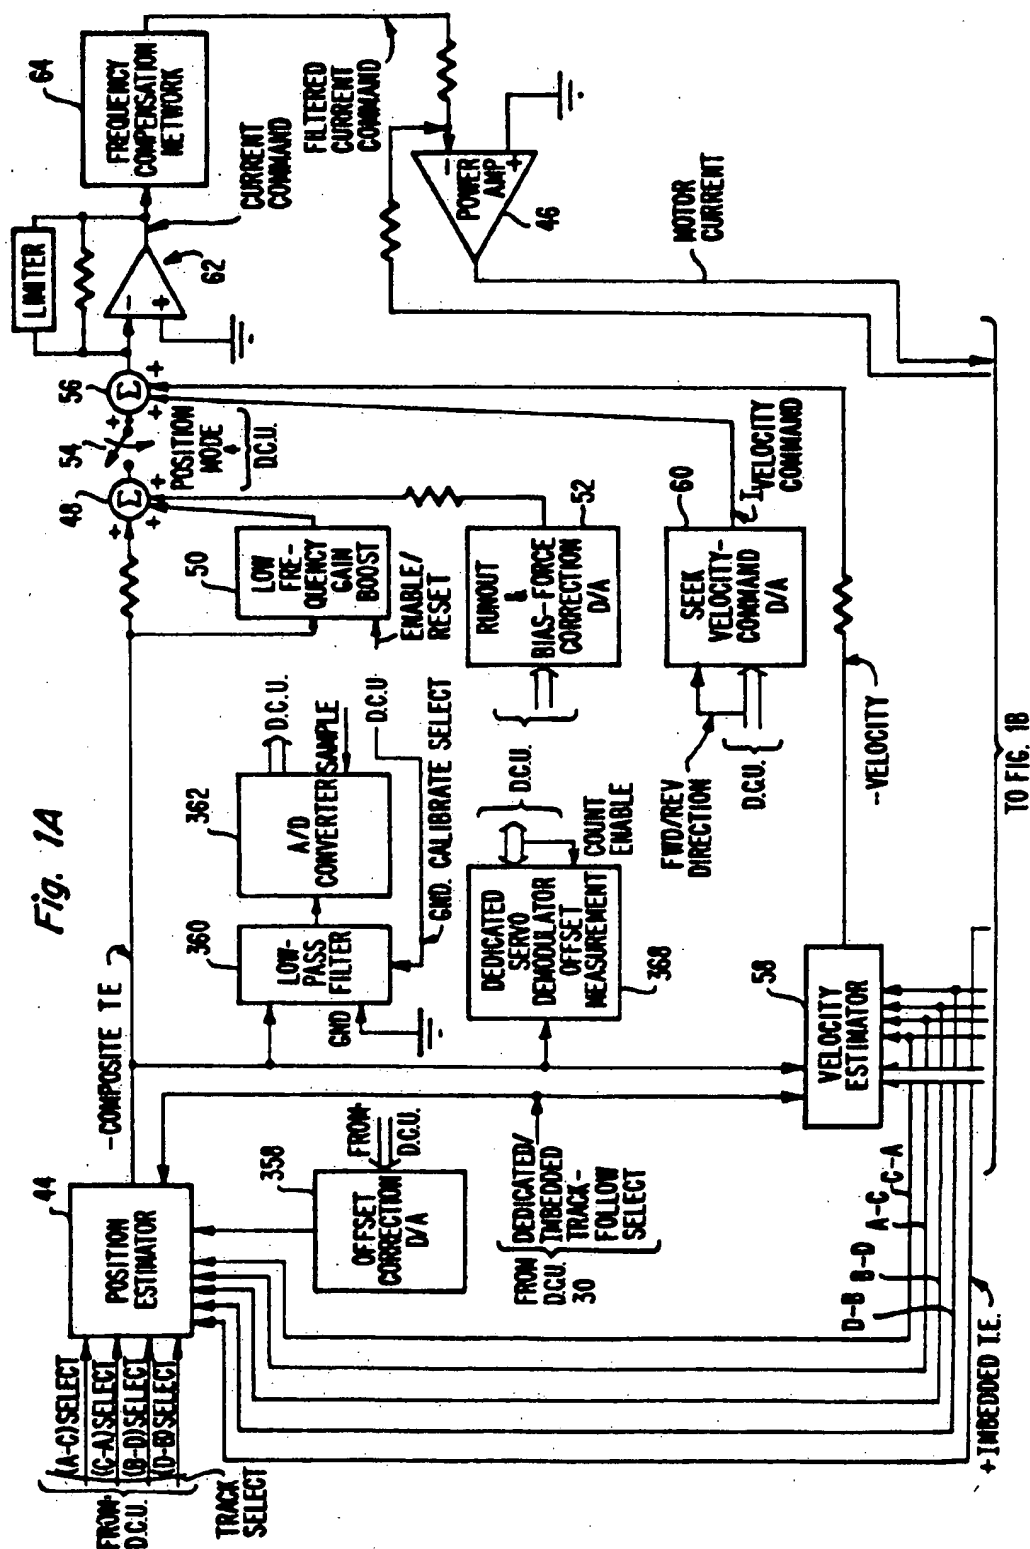 Fig. 1A
44
POSITION
ESTIMATOR
(A-C) SELECT
(C-A) SELECT
(B-D) SELECT
(D-B) SELECT
FROM
D.C.U.
TRACK
SELECT
-COMPOSITE T.E.
358
OFFSET
CORRECTION
D/A
FROM
D.C.U.
FROM
D.C.U.
30
DEDICATED/
IMBEDDED
TRACK-
FOLLOW
SELECT
360
LOW-
PASS
FILTER
GND
362
A/D
CONVERTER
SAMPLE
D.C.U.
D.C.U
GND. CALIBRATE SELECT
DEDICATED
SERVO
DEMODULATOR
OFFSET
MEASUREMENT
368
D.C.U.
COUNT
ENABLE
50
LOW
FRE-
QUENCY
GAIN
BOOST
ENABLE/
RESET
RUNOUT
&
BIAS-FORCE
CORRECTION
D/A
52
48
Σ
+
+
+
54
POSITION
MODE
D.C.U.
56
Σ
+
+
+
LIMITER
-
+
62
CURRENT
COMMAND
64
FREQUENCY
COMPENSATION
NETWORK
FILTERED
CURRENT
COMMAND
-
+
POWER
AMP
46
MOTOR
CURRENT
60
SEEK
VELOCITY-
COMMAND
D/A
I VELOCITY
COMMAND
FWD/REV
DIRECTION
D.C.U.
58
VELOCITY
ESTIMATOR
-VELOCITY
C-A
A-C
B-D
D-B
+IMBEDDED T.E.
TO FIG. 1B